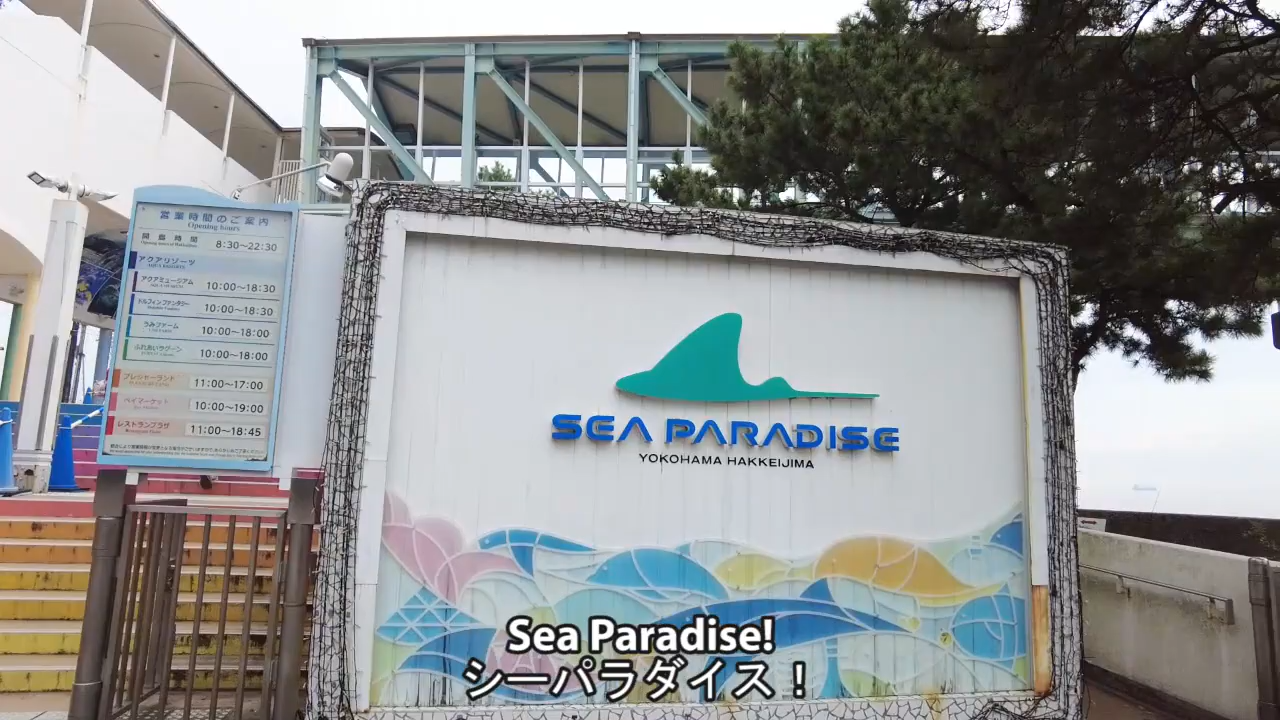 営業時間のご案内
Opening hours
開島時間 8:30〜22:30
アクアリゾーツ
AQUA RESORTS
アクアミュージアム 10:00〜18:30
ドルフィン ファンタジー 10:30〜18:30
うみファーム 10:00〜18:00
ふれあいラグーン 10:00〜18:00
プレジャーランド 11:00〜17:00
ベイマーケット 10:00〜19:00
レストランプラザ 11:00〜18:45
SEA PARADISE
YOKOHAMA HAKKEIJIMA
Sea Paradise!
シーパラダイス！